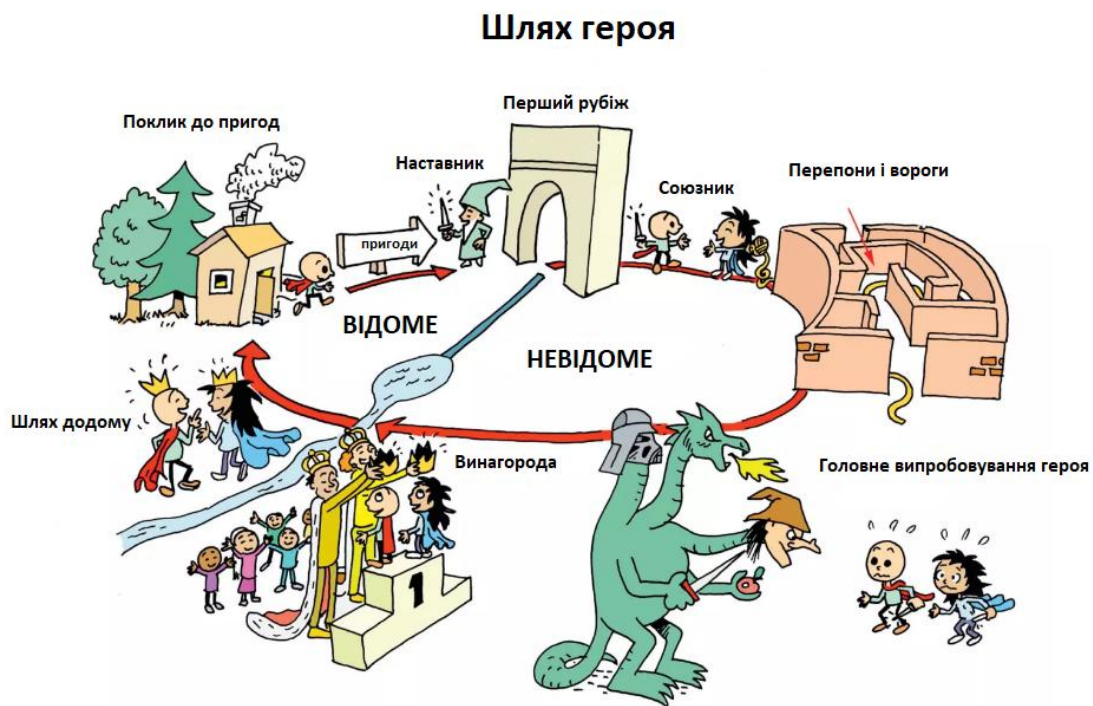 Шлях героя
Поклик до пригод
Наставник
Перший рубіж
Союзник
Перепони і вороги
пригоди
ВІДОМЕ
НЕВІДОМЕ
Шлях додому
Винагорода
Головне випробовування героя
1